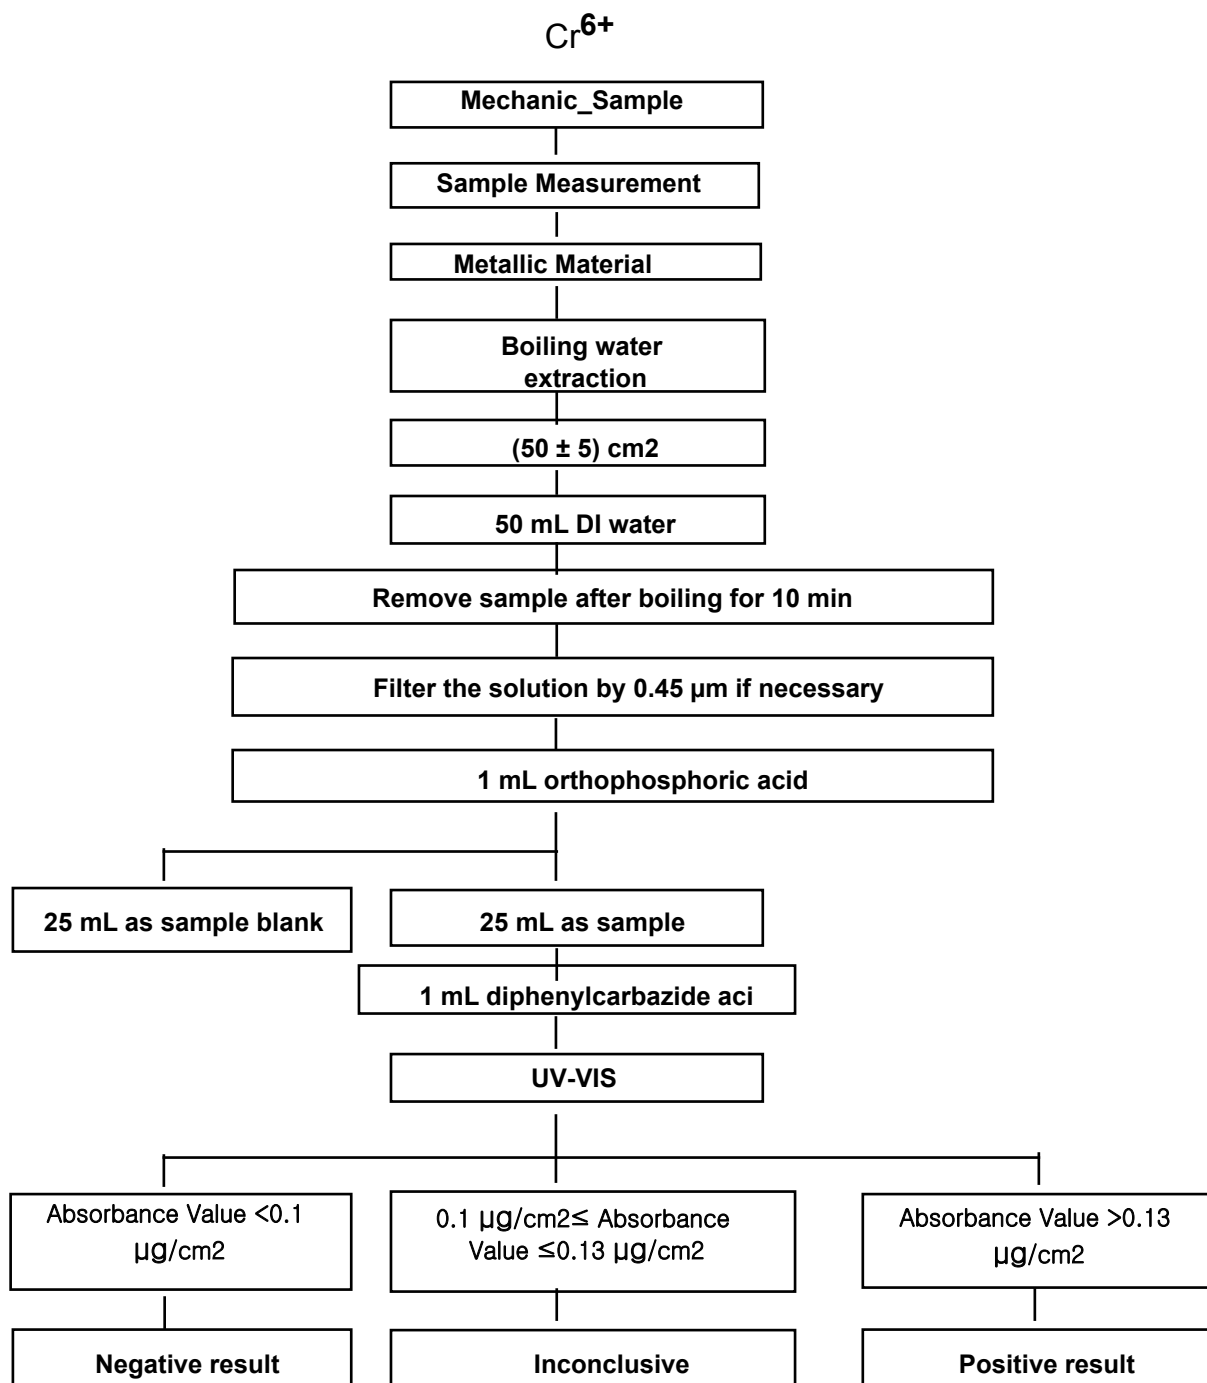 Cr6+
Mechanic_Sample
Sample Measurement
Metallic Material
Boiling water
extraction
(50 ± 5) cm2
50 mL DI water
Remove sample after boiling for 10 min
Filter the solution by 0.45 µm if necessary
1 mL orthophosphoric acid
25 mL as sample blank
25 mL as sample
1 mL diphenylcarbazide aci
UV-VIS
Absorbance Value <0.1
µg/cm2
0.1 µg/cm2≤ Absorbance
Value ≤0.13 µg/cm2
Absorbance Value >0.13
µg/cm2
Negative result
Inconclusive
Positive result